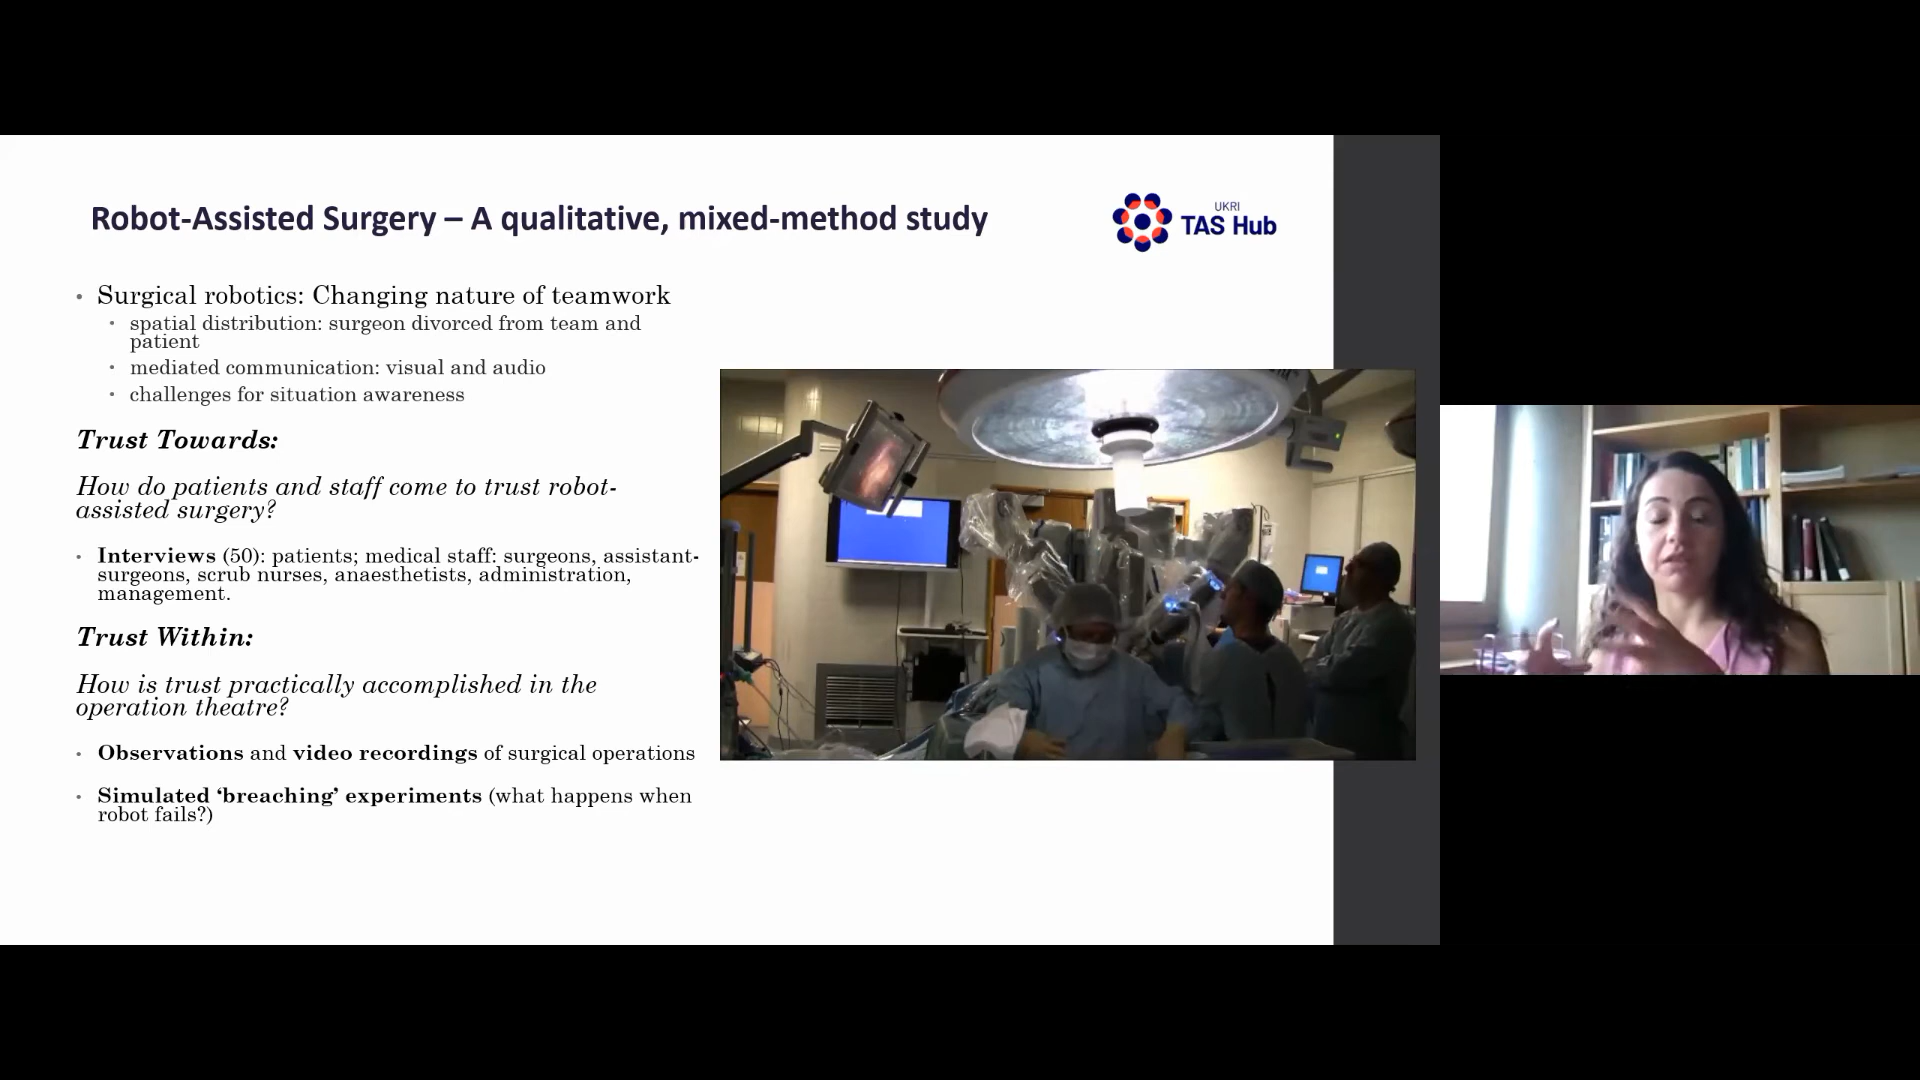 Robot-Assisted Surgery – A qualitative, mixed-method study
UKRI
TAS Hub
• Surgical robotics: Changing nature of teamwork
• spatial distribution: surgeon divorced from team and
patient
• mediated communication: visual and audio
• challenges for situation awareness
Trust Towards:
How do patients and staff come to trust robot-
assisted surgery?
• Interviews (50): patients; medical staff: surgeons, assistant-
surgeons, scrub nurses, anaesthetists, administration,
management.
Trust Within:
How is trust practically accomplished in the
operation theatre?
• Observations and video recordings of surgical operations
• Simulated ‘breaching’ experiments (what happens when
robot fails?)